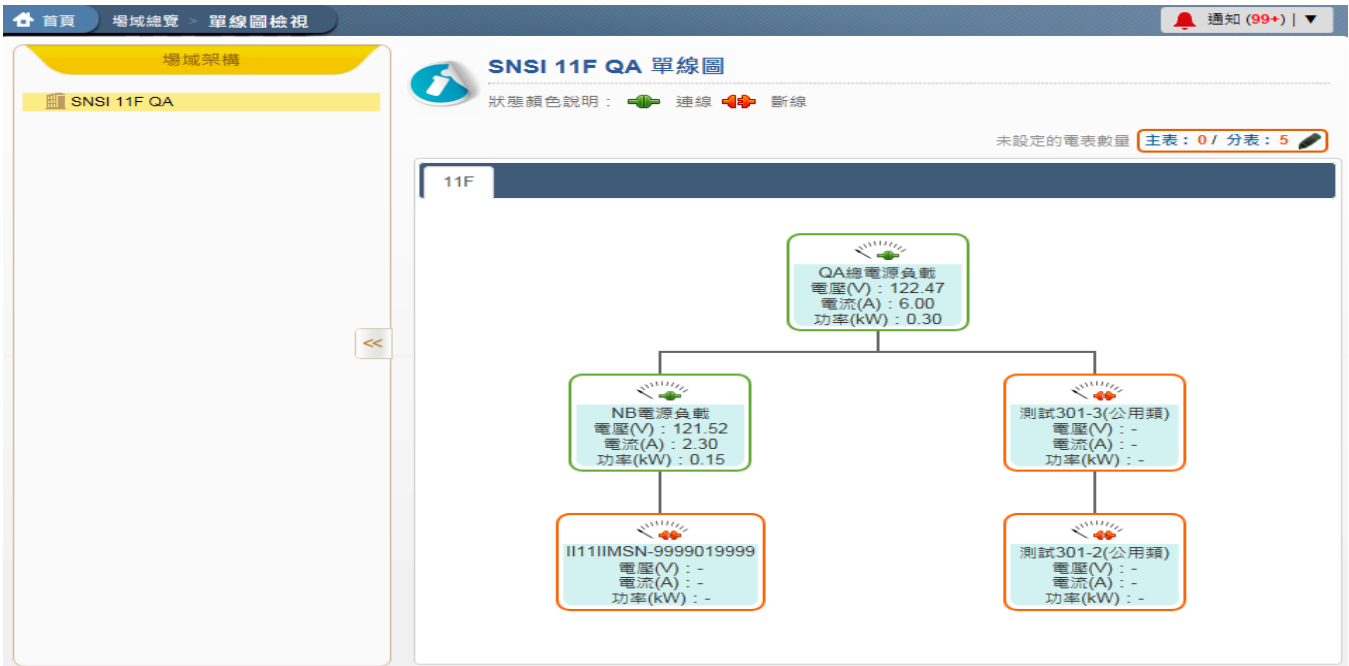 首頁 場域總覽 > 單線圖檢視
通知 (99+) | ▼
場域架構
SNSI 11F QA
SNSI 11F QA 單線圖
狀態顏色說明： 連線 斷線
未設定的電表數量 主表：0 / 分表：5
11F
<<
QA總電源負載
電壓(V)：122.47
電流(A)：6.00
功率(kW)：0.30
NB電源負載
電壓(V)：121.52
電流(A)：2.30
功率(kW)：0.15
測試301-3(公用類)
電壓(V)：-
電流(A)：-
功率(kW)：-
II11IIMSN-9999019999
電壓(V)：-
電流(A)：-
功率(kW)：-
測試301-2(公用類)
電壓(V)：-
電流(A)：-
功率(kW)：-